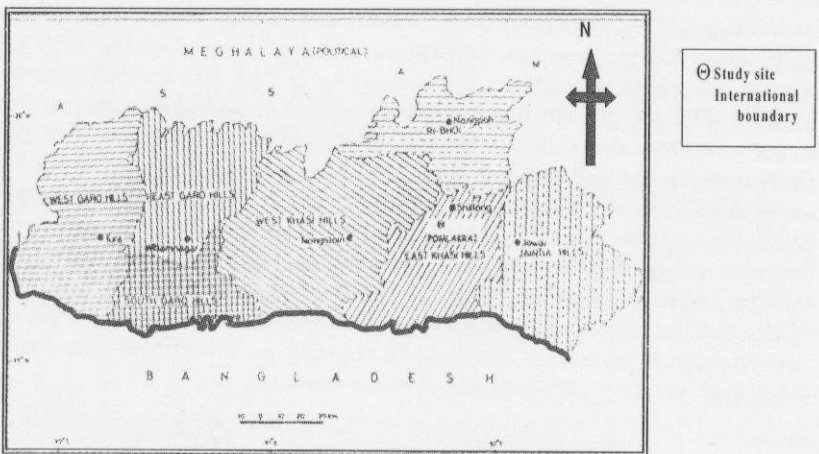 MEGHALAYA (POLITICAL)
N
A S S A M
Nongpoh
RI-BHOI
WEST GARO HILLS
EAST GARO HILLS
WEST KHASI HILLS
Shillong
Tura
Nongstoin
POMLAKRAI
EAST KHASI HILLS
Jowai
JAINTIA HILLS
SOUTH GARO HILLS
BANGLADESH
Study site
International
boundary